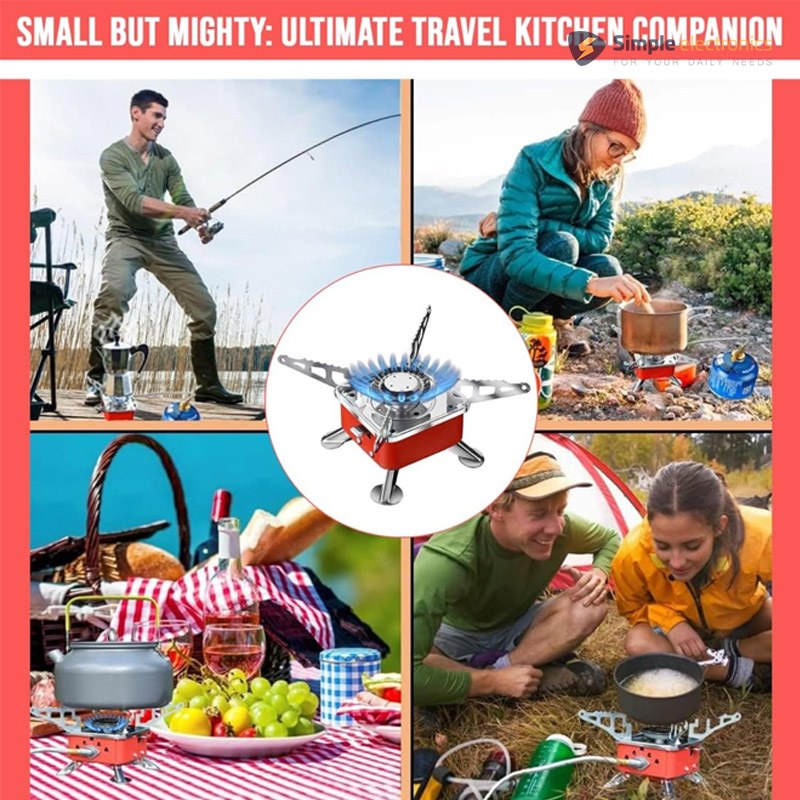 SMALL BUT MIGHTY: ULTIMATE TRAVEL KITCHEN COMPANION
Simple electronics
FOR YOUR DAILY NEEDS